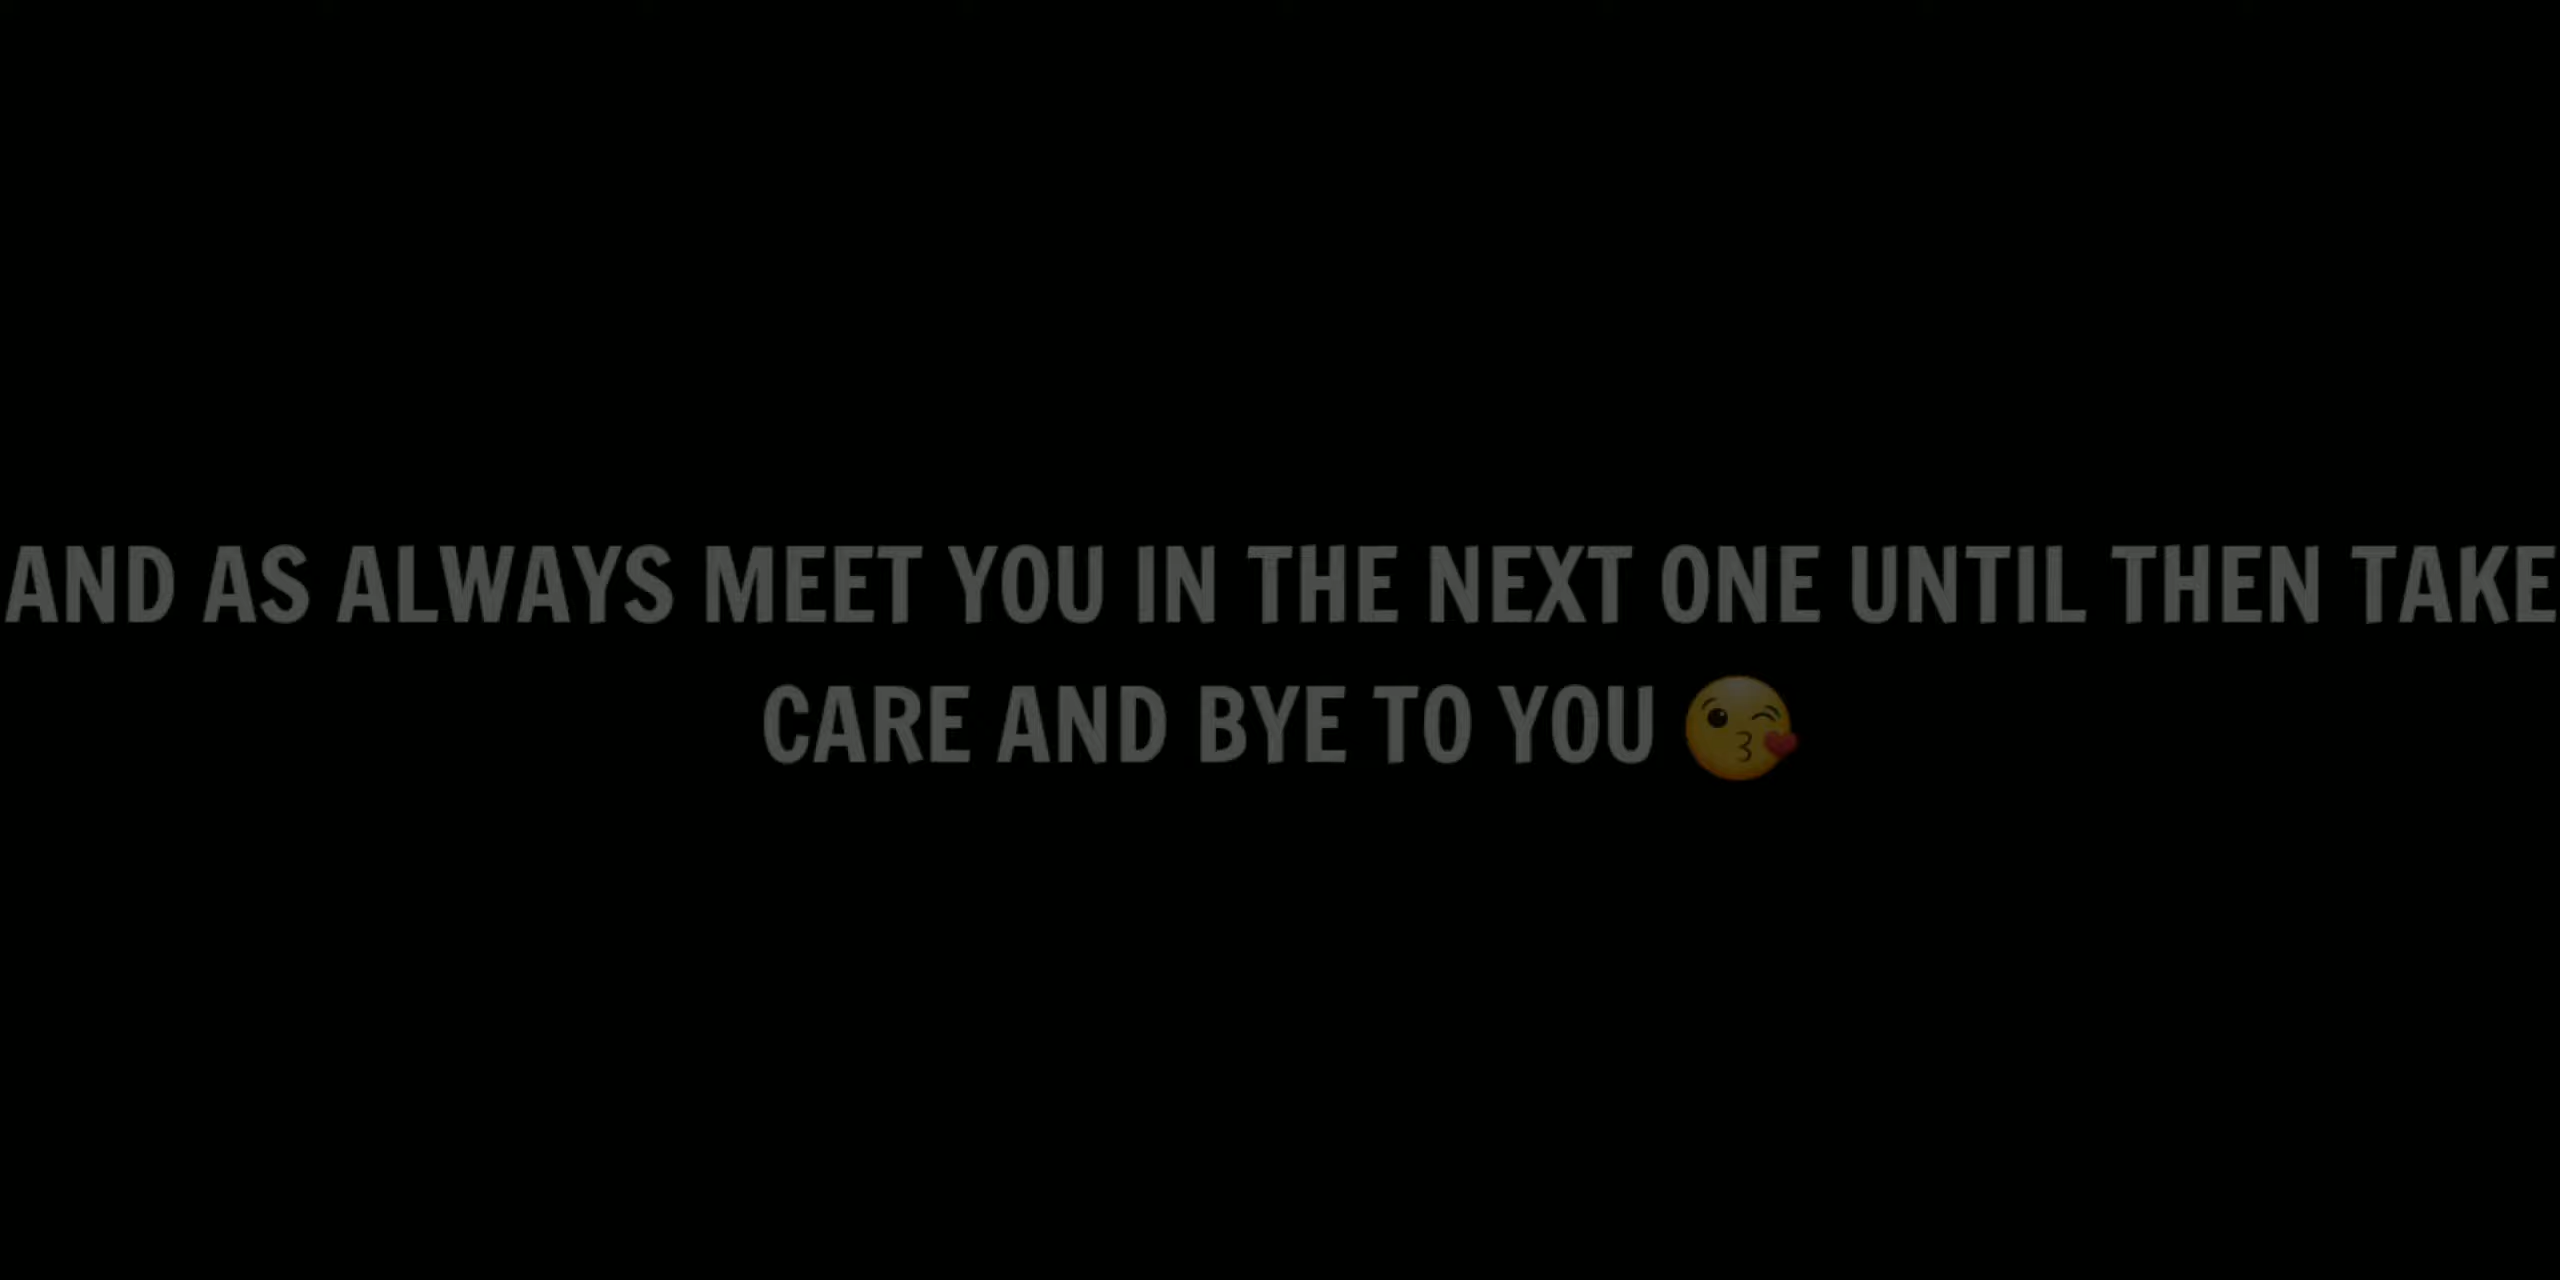 AND AS ALWAYS MEET YOU IN THE NEXT ONE UNTIL THEN TAKE
CARE AND BYE TO YOU 😘